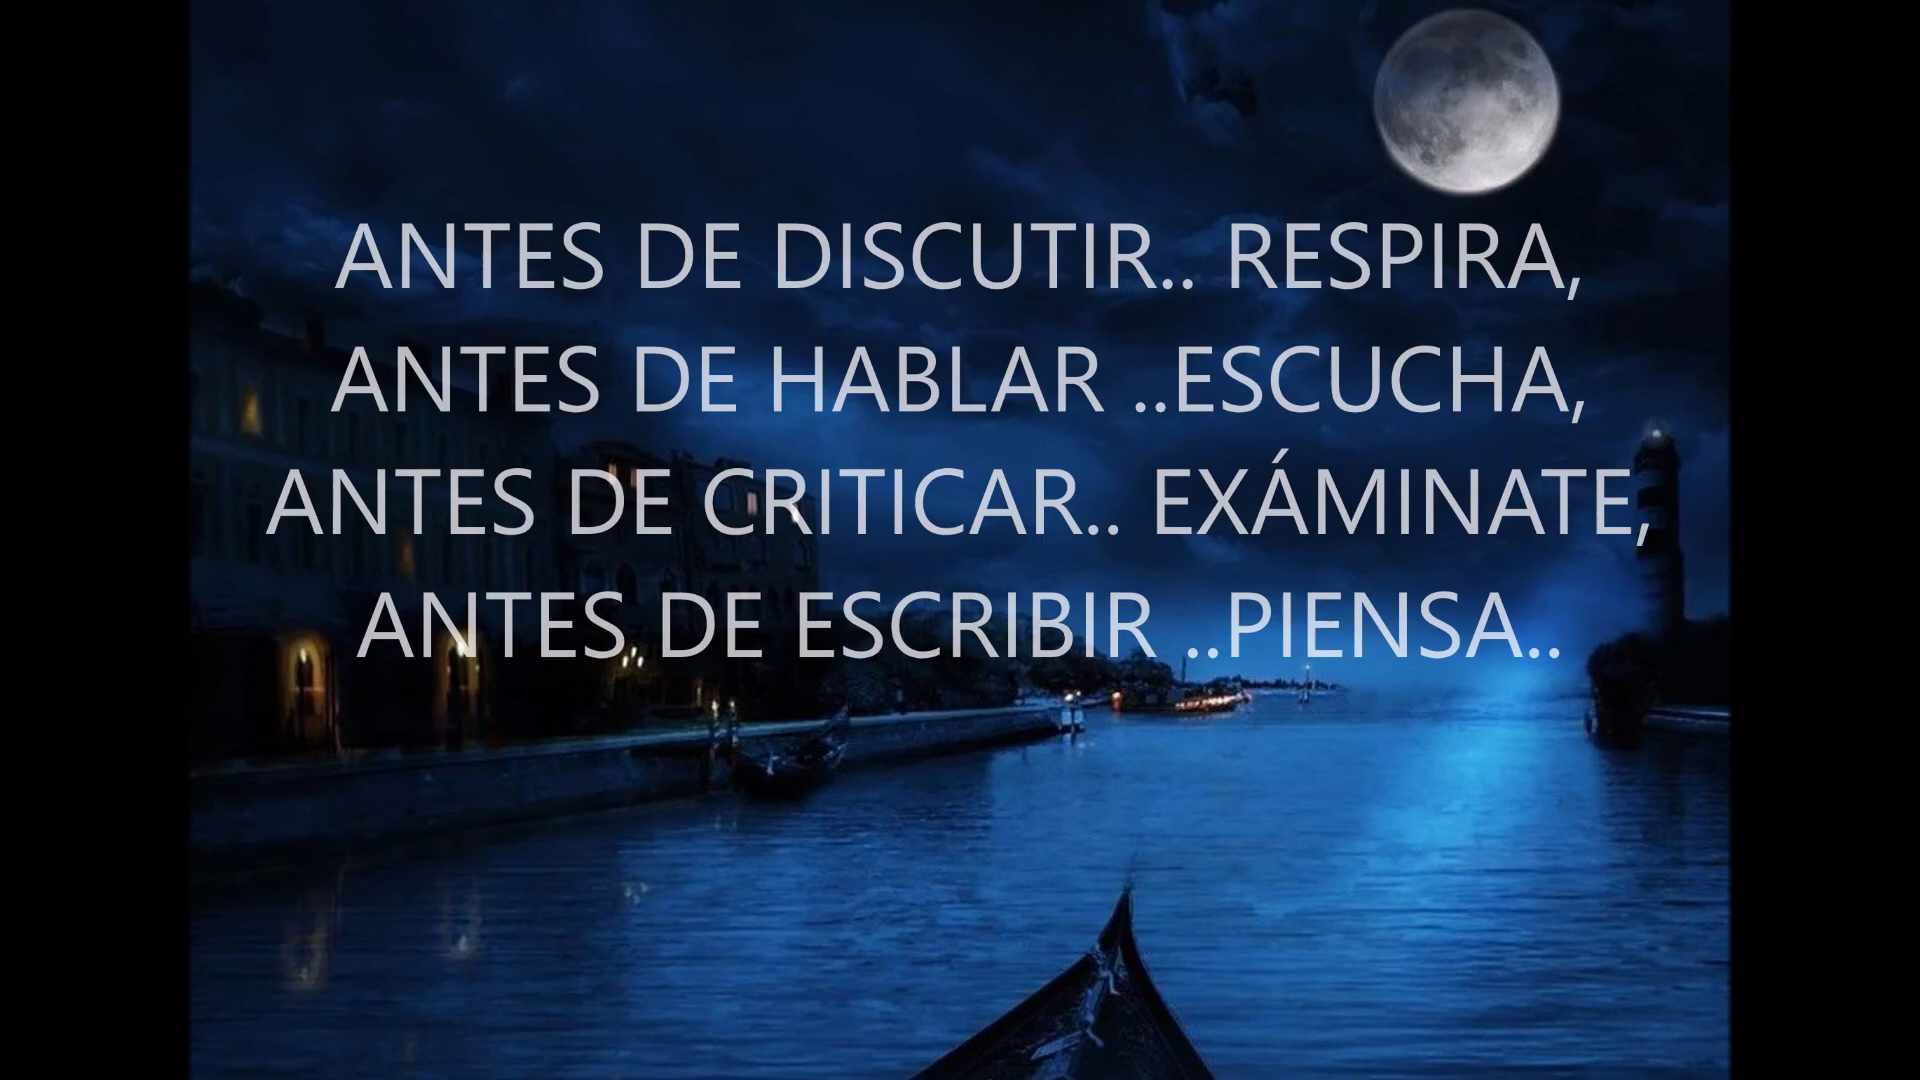 ANTES DE DISCUTIR.. RESPIRA,
ANTES DE HABLAR ..ESCUCHA,
ANTES DE CRITICAR.. EXÁMINATE,
ANTES DE ESCRIBIR ..PIENSA..